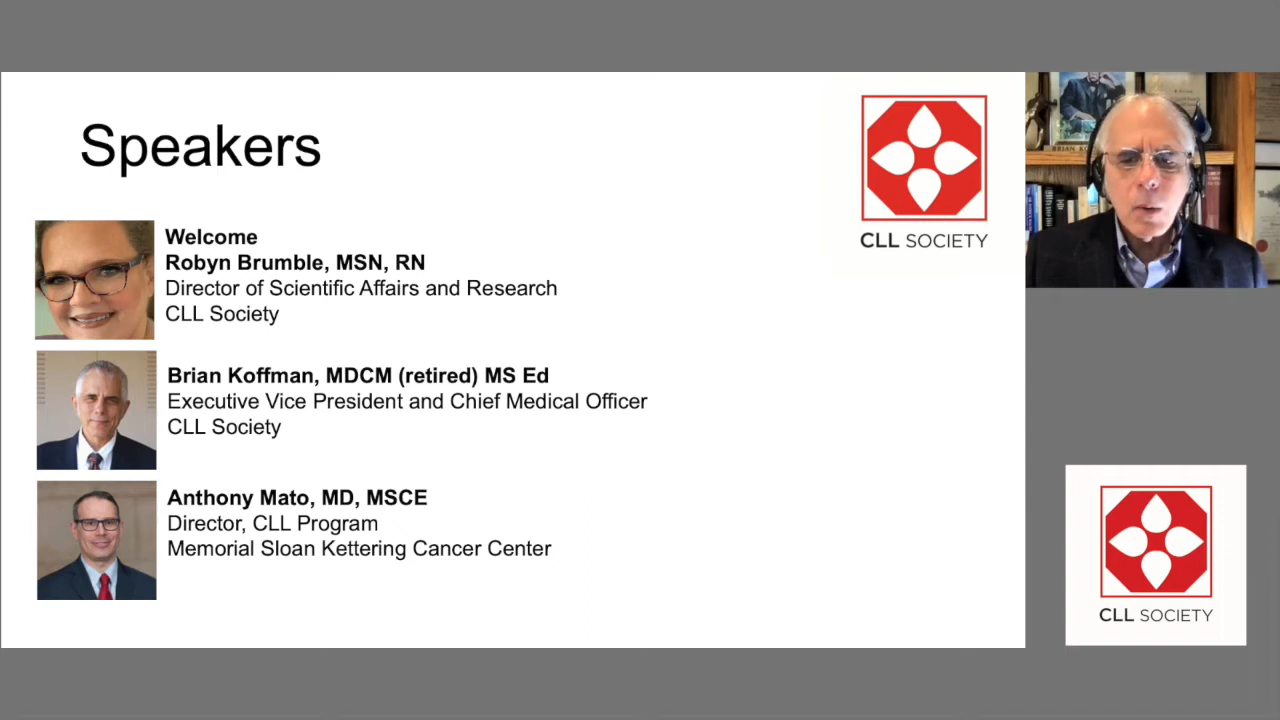 Speakers
CLL SOCIETY
Welcome
Robyn Brumble, MSN, RN
Director of Scientific Affairs and Research
CLL Society
Brian Koffman, MDCM (retired) MS Ed
Executive Vice President and Chief Medical Officer
CLL Society
Anthony Mato, MD, MSCE
Director, CLL Program
Memorial Sloan Kettering Cancer Center
CLL SOCIETY